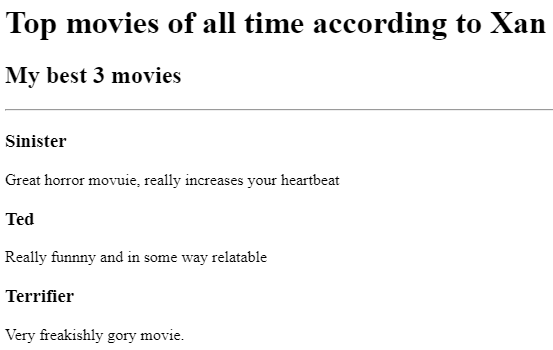 Top movies of all time according to Xan
My best 3 movies
Sinister
Great horror movuie, really increases your heartbeat
Ted
Really funnny and in some way relatable
Terrifier
Very freakishly gory movie.